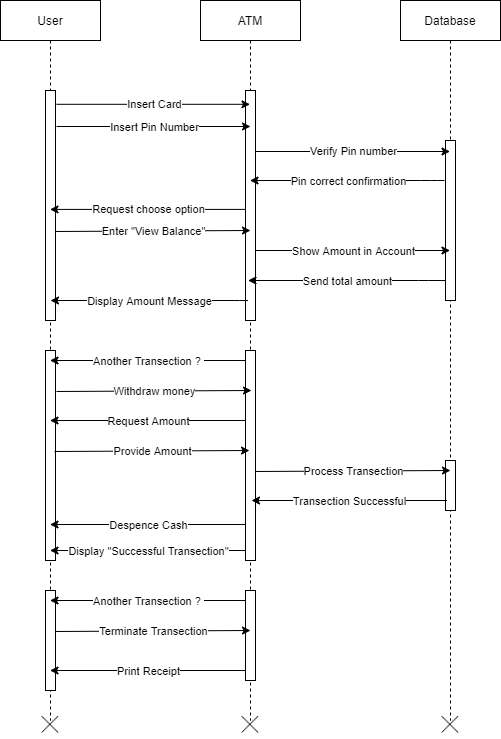 User
ATM
Database
Insert Card
Insert Pin Number
Verify Pin number
Pin correct confirmation
Request choose option
Enter "View Balance"
Show Amount in Account
Send total amount
Display Amount Message
Another Transection ?
Withdraw money
Request Amount
Provide Amount
Process Transection
Transection Successful
Despence Cash
Display "Successful Transection"
Another Transection ?
Terminate Transection
Print Receipt